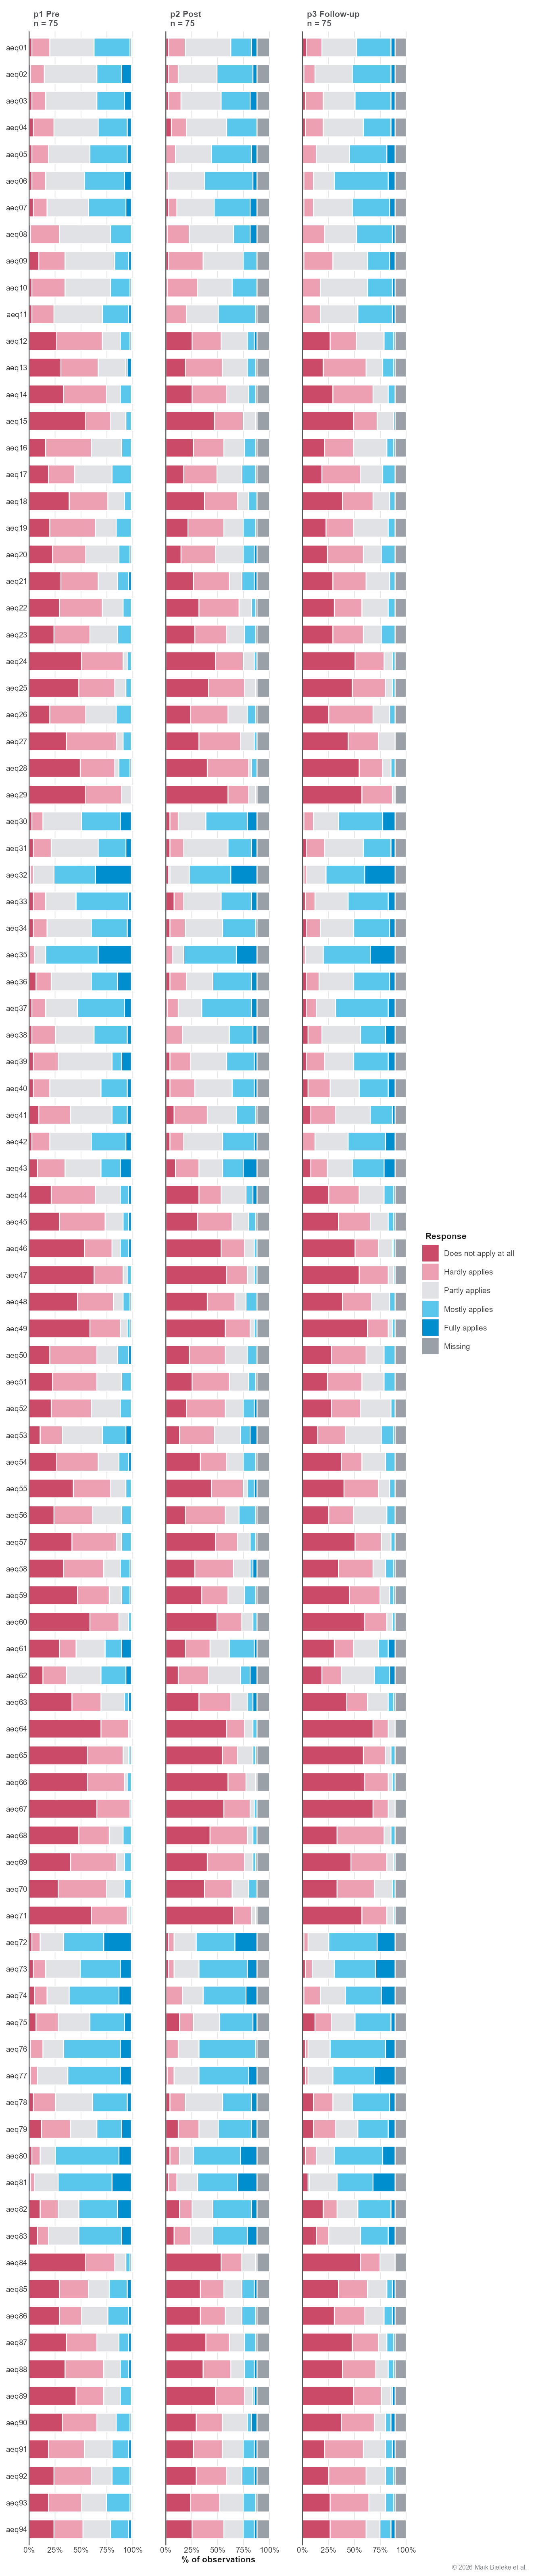 p1 Pre
n = 75
p2 Post
n = 75
p3 Follow-up
n = 75
aeq01
aeq02
aeq03
aeq04
aeq05
aeq06
aeq07
aeq08
aeq09
aeq10
aeq11
aeq12
aeq13
aeq14
aeq15
aeq16
aeq17
aeq18
aeq19
aeq20
aeq21
aeq22
aeq23
aeq24
aeq25
aeq26
aeq27
aeq28
aeq29
aeq30
aeq31
aeq32
aeq33
aeq34
aeq35
aeq36
aeq37
aeq38
aeq39
aeq40
aeq41
aeq42
aeq43
aeq44
aeq45
aeq46
aeq47
aeq48
aeq49
aeq50
aeq51
aeq52
aeq53
aeq54
aeq55
aeq56
aeq57
aeq58
aeq59
aeq60
aeq61
aeq62
aeq63
aeq64
aeq65
aeq66
aeq67
aeq68
aeq69
aeq70
aeq71
aeq72
aeq73
aeq74
aeq75
aeq76
aeq77
aeq78
aeq79
aeq80
aeq81
aeq82
aeq83
aeq84
aeq85
aeq86
aeq87
aeq88
aeq89
aeq90
aeq91
aeq92
aeq93
aeq94
0% 25% 50% 75% 100%
0% 25% 50% 75% 100%
0% 25% 50% 75% 100%
% of observations
Response
Does not apply at all
Hardly applies
Partly applies
Mostly applies
Fully applies
Missing
© 2026 Maik Bieleke et al.